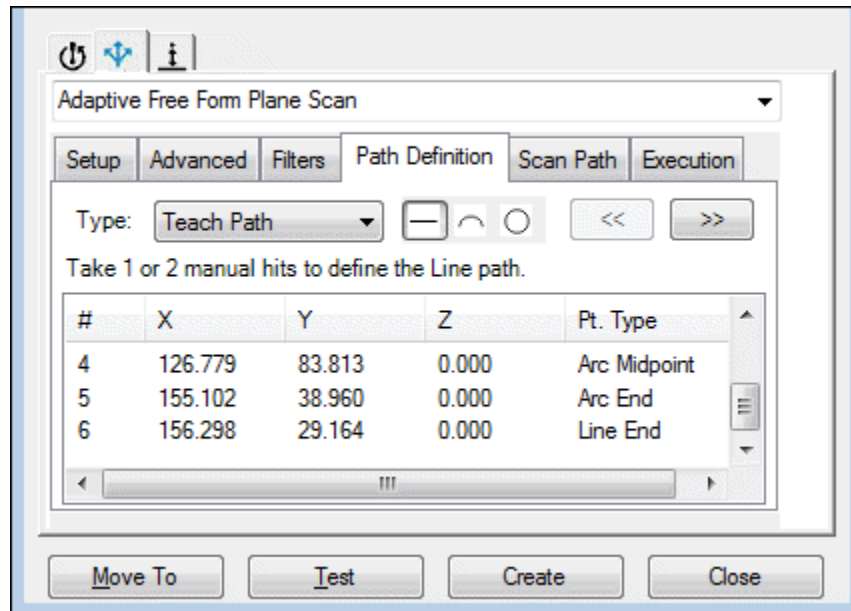 Adaptive Free Form Plane Scan
Setup Advanced Filters Path Definition Scan Path Execution
Type: Teach Path << >>
Take 1 or 2 manual hits to define the Line path.
# X Y Z Pt. Type
4 126.779 83.813 0.000 Arc Midpoint
5 155.102 38.960 0.000 Arc End
6 156.298 29.164 0.000 Line End
Move To Test Create Close